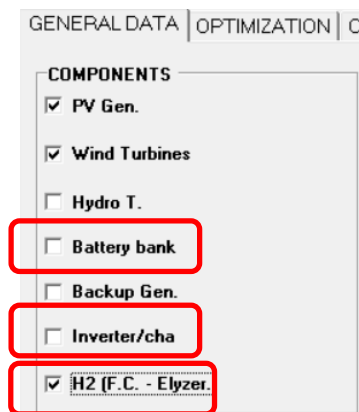 GENERAL DATA OPTIMIZATION C
COMPONENTS
PV Gen.
Wind Turbines
Hydro T.
Battery bank
Backup Gen.
Inverter/cha
H2 (F.C. - Elyzer.